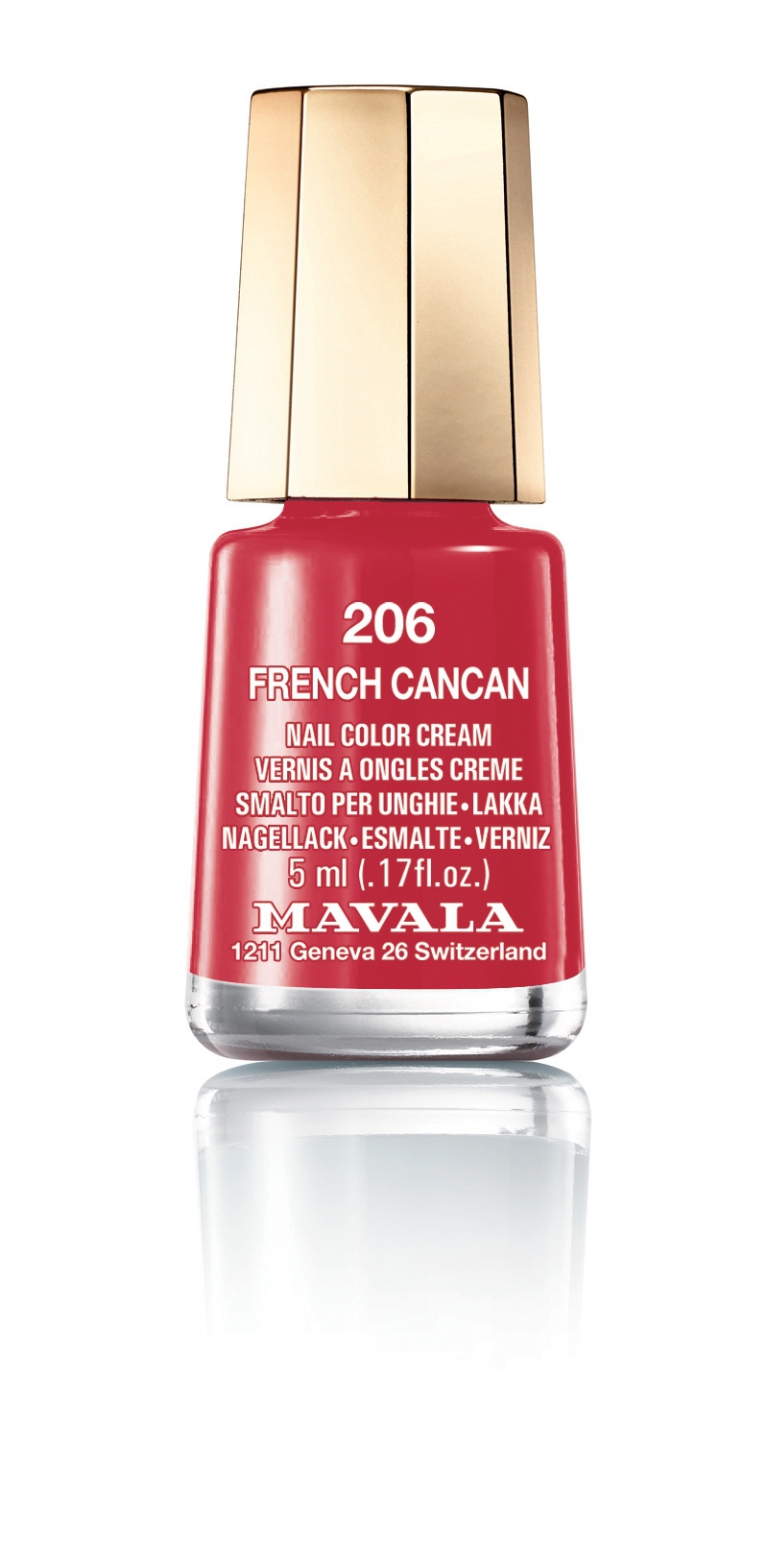 206
FRENCH CANCAN
NAIL COLOR CREAM
VERNIS A ONGLES CREME
SMALTO PER UNGHIE•LAKKA
NAGELLACK•ESMALTE•VERNIZ
5 ml (.17fl.oz.)
MAVALA
1211 Geneva 26 Switzerland